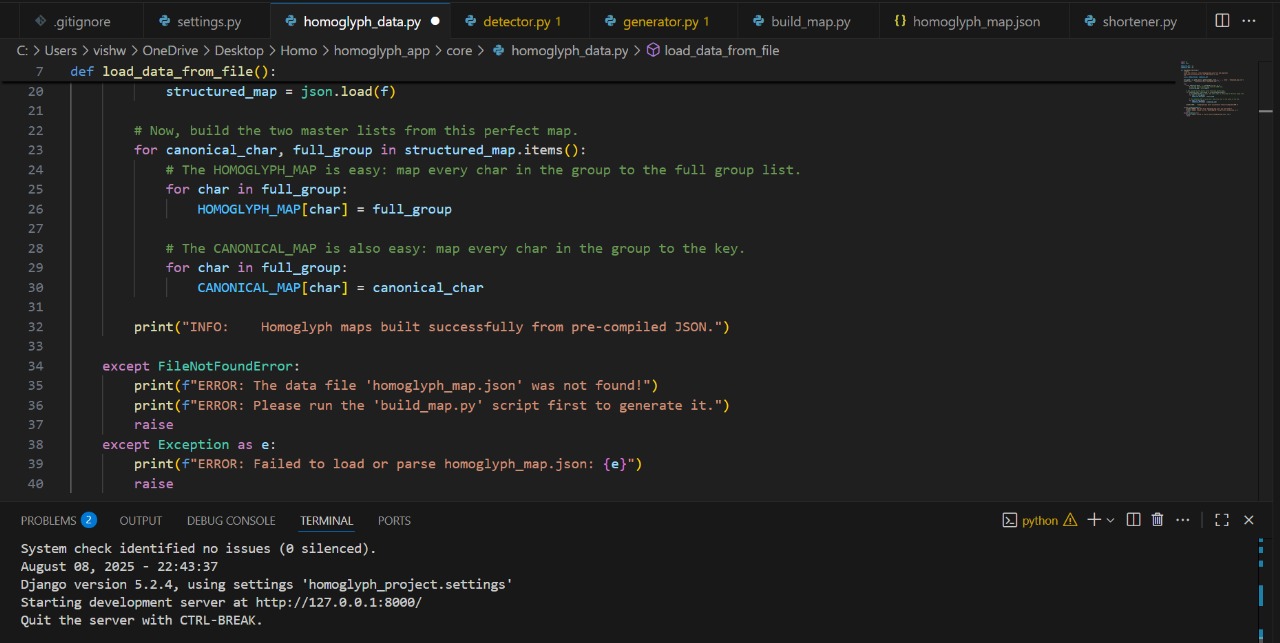 .gitignore settings.py homoglyph_data.py detector.py 1 generator.py 1 build_map.py {} homoglyph_map.json shortener.py ...
C: > Users > vishw > OneDrive > Desktop > Homo > homoglyph_app > core > homoglyph_data.py > load_data_from_file
7 def load_data_from_file():
20 structured_map = json.load(f)
21
22 # Now, build the two master lists from this perfect map.
23 for canonical_char, full_group in structured_map.items():
24 # The HOMOGLYPH_MAP is easy: map every char in the group to the full group list.
25 for char in full_group:
26 HOMOGLYPH_MAP[char] = full_group
27
28 # The CANONICAL_MAP is also easy: map every char in the group to the key.
29 for char in full_group:
30 CANONICAL_MAP[char] = canonical_char
31
32 print("INFO:    Homoglyph maps built successfully from pre-compiled JSON.")
33
34 except FileNotFoundError:
35 print(f"ERROR: The data file 'homoglyph_map.json' was not found!")
36 print(f"ERROR: Please run the 'build_map.py' script first to generate it.")
37 raise
38 except Exception as e:
39 print(f"ERROR: Failed to load or parse homoglyph_map.json: {e}")
40 raise
PROBLEMS 2 OUTPUT DEBUG CONSOLE TERMINAL PORTS python ...
System check identified no issues (0 silenced).
August 08, 2025 - 22:43:37
Django version 5.2.4, using settings 'homoglyph_project.settings'
Starting development server at http://127.0.0.1:8000/
Quit the server with CTRL-BREAK.